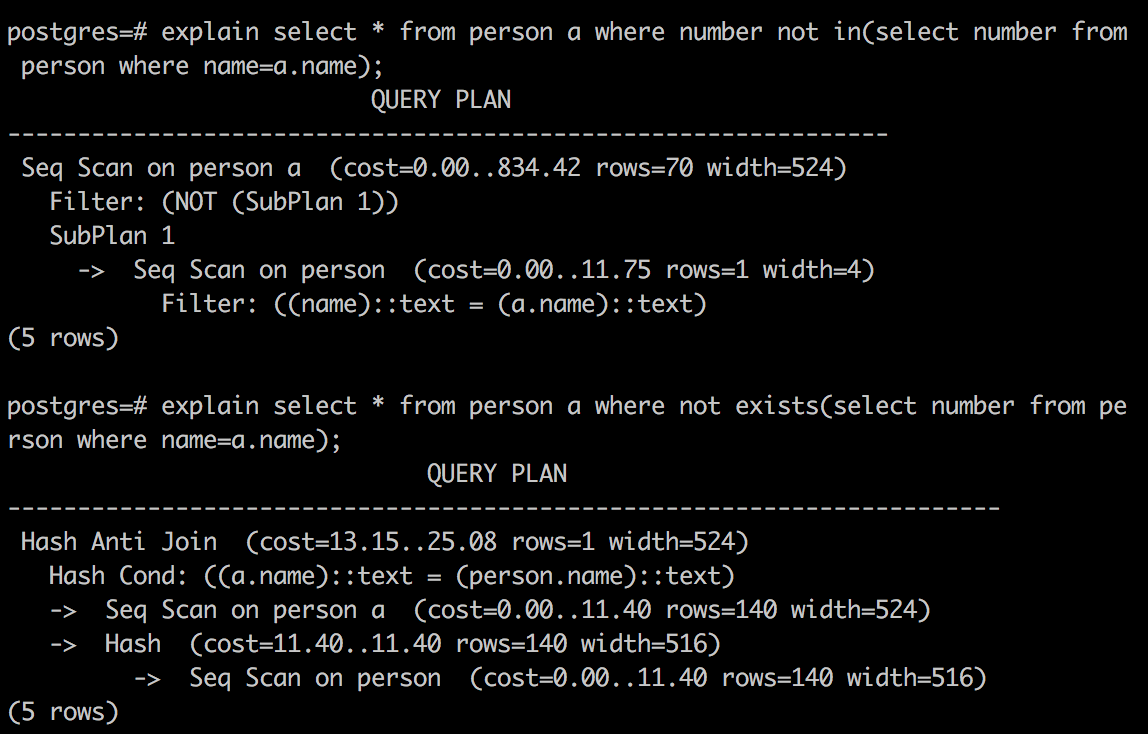 postgres=# explain select * from person a where number not in(select number from
 person where name=a.name);
                          QUERY PLAN
---------------------------------------------------------------
 Seq Scan on person a  (cost=0.00..834.42 rows=70 width=524)
   Filter: (NOT (SubPlan 1))
   SubPlan 1
     ->  Seq Scan on person  (cost=0.00..11.75 rows=1 width=4)
           Filter: ((name)::text = (a.name)::text)
(5 rows)

postgres=# explain select * from person a where not exists(select number from pe
rson where name=a.name);
                              QUERY PLAN
-----------------------------------------------------------------------
 Hash Anti Join  (cost=13.15..25.08 rows=1 width=524)
   Hash Cond: ((a.name)::text = (person.name)::text)
   ->  Seq Scan on person a  (cost=0.00..11.40 rows=140 width=524)
   ->  Hash  (cost=11.40..11.40 rows=140 width=516)
         ->  Seq Scan on person  (cost=0.00..11.40 rows=140 width=516)
(5 rows)